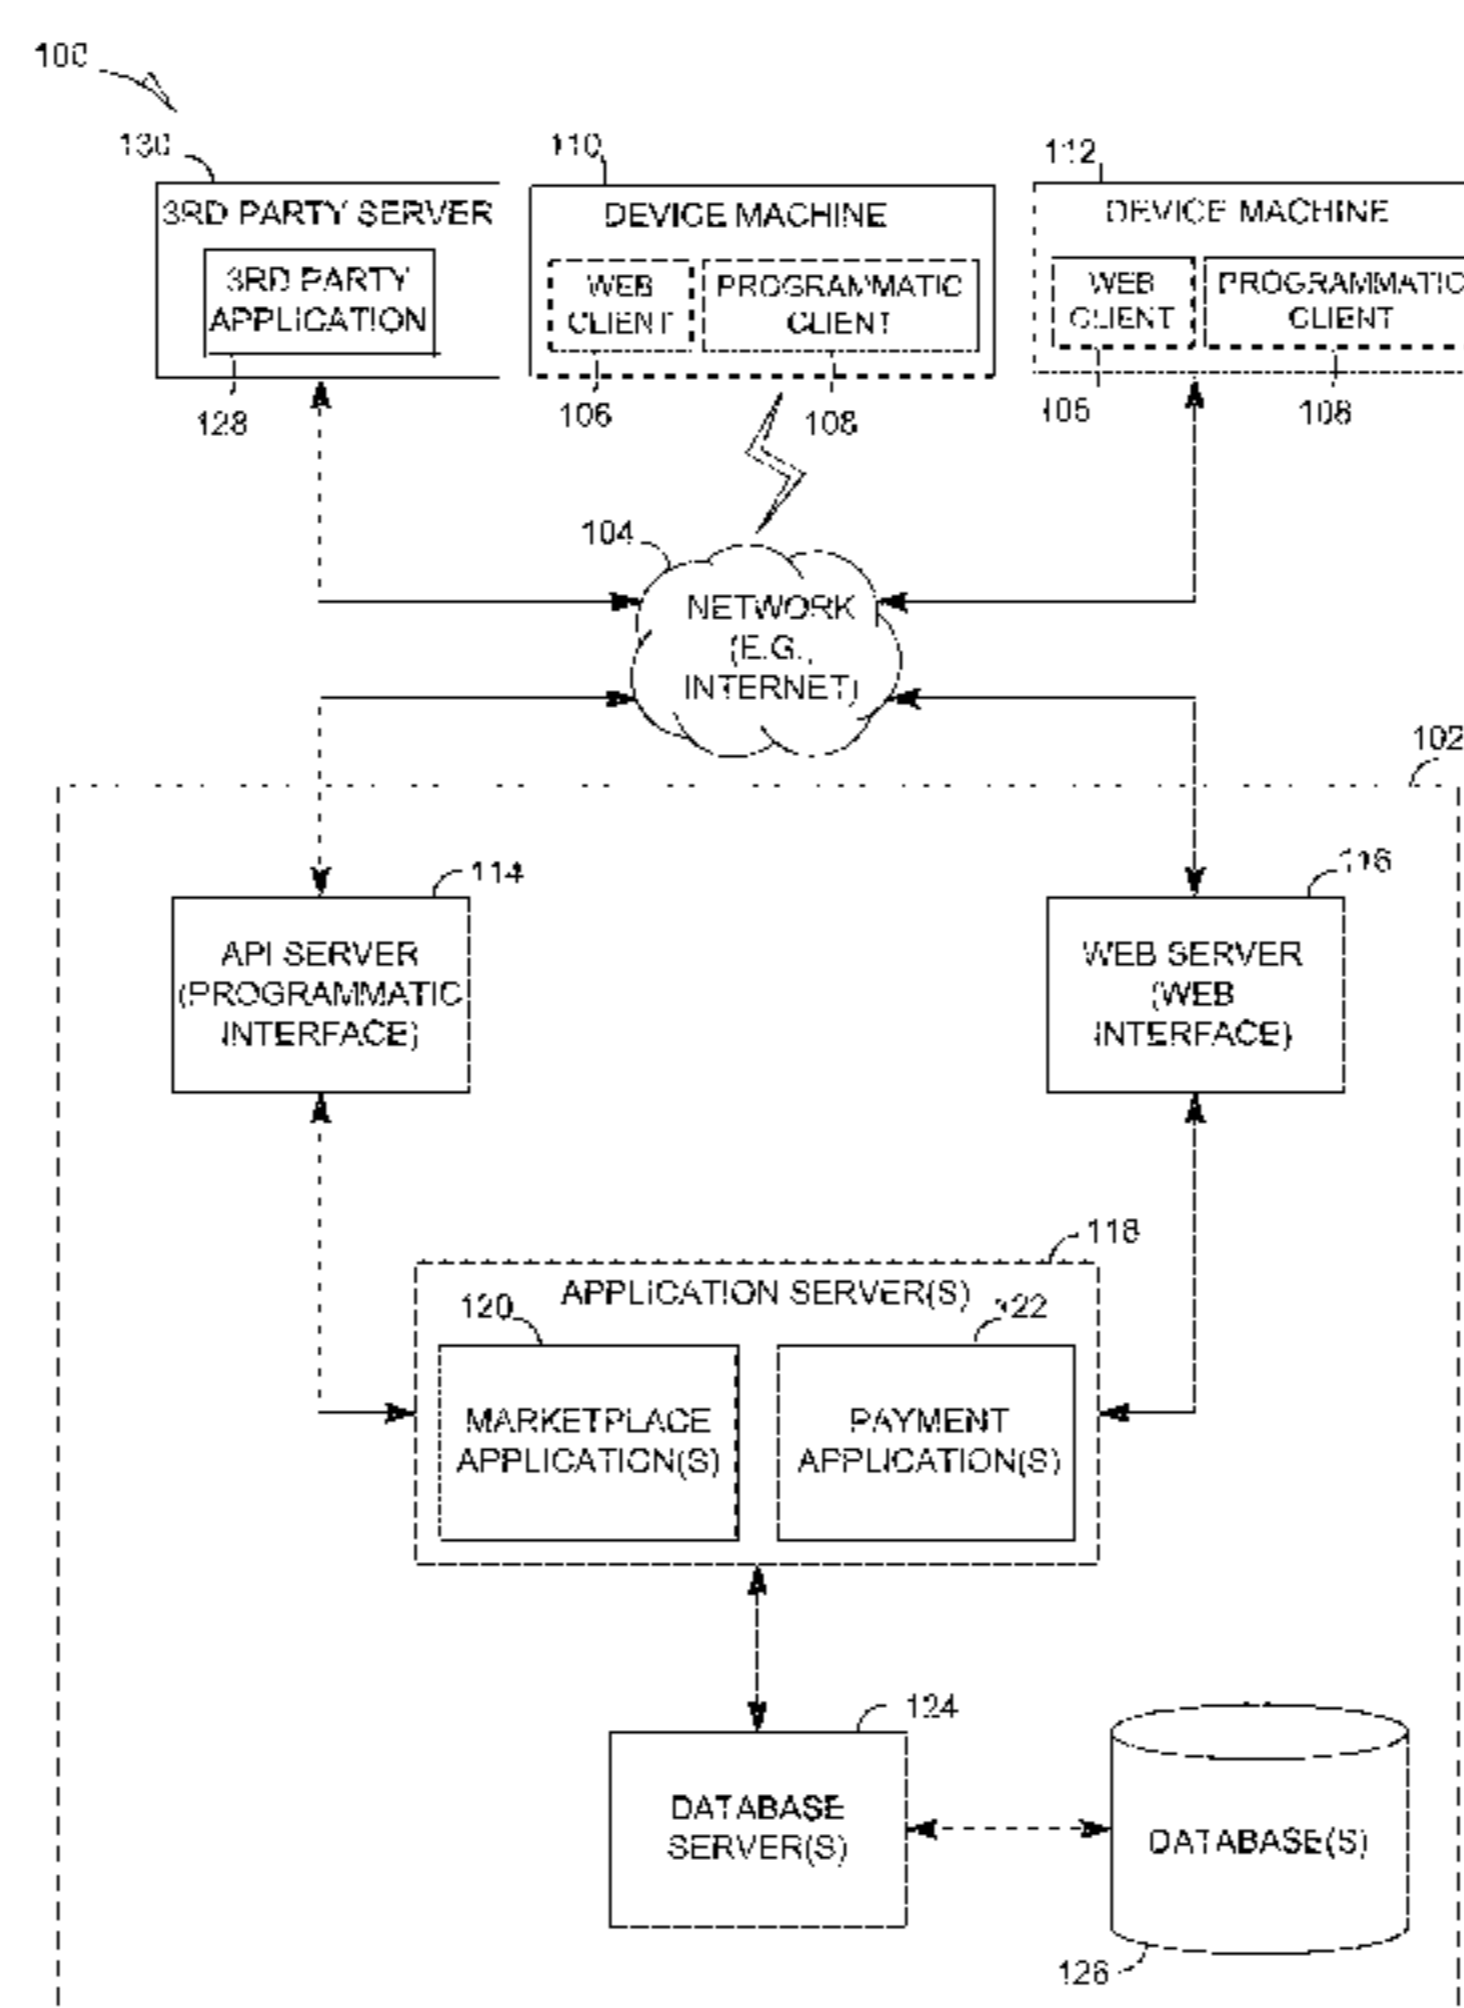 100
130
110
112
3RD PARTY SERVER
DEVICE MACHINE
DEVICE MACHINE
3RD PARTY
APPLICATION
WEB
CLIENT
PROGRAMMATIC
CLIENT
WEB
CLIENT
PROGRAMMATIC
CLIENT
128
106
108
106
108
104
NETWORK
(E.G.,
INTERNET)
102
114
116
API SERVER
(PROGRAMMATIC
INTERFACE)
WEB SERVER
(WEB
INTERFACE)
118
APPLICATION SERVER(S)
120
122
MARKETPLACE
APPLICATION(S)
PAYMENT
APPLICATION(S)
124
DATABASE
SERVER(S)
DATABASE(S)
126